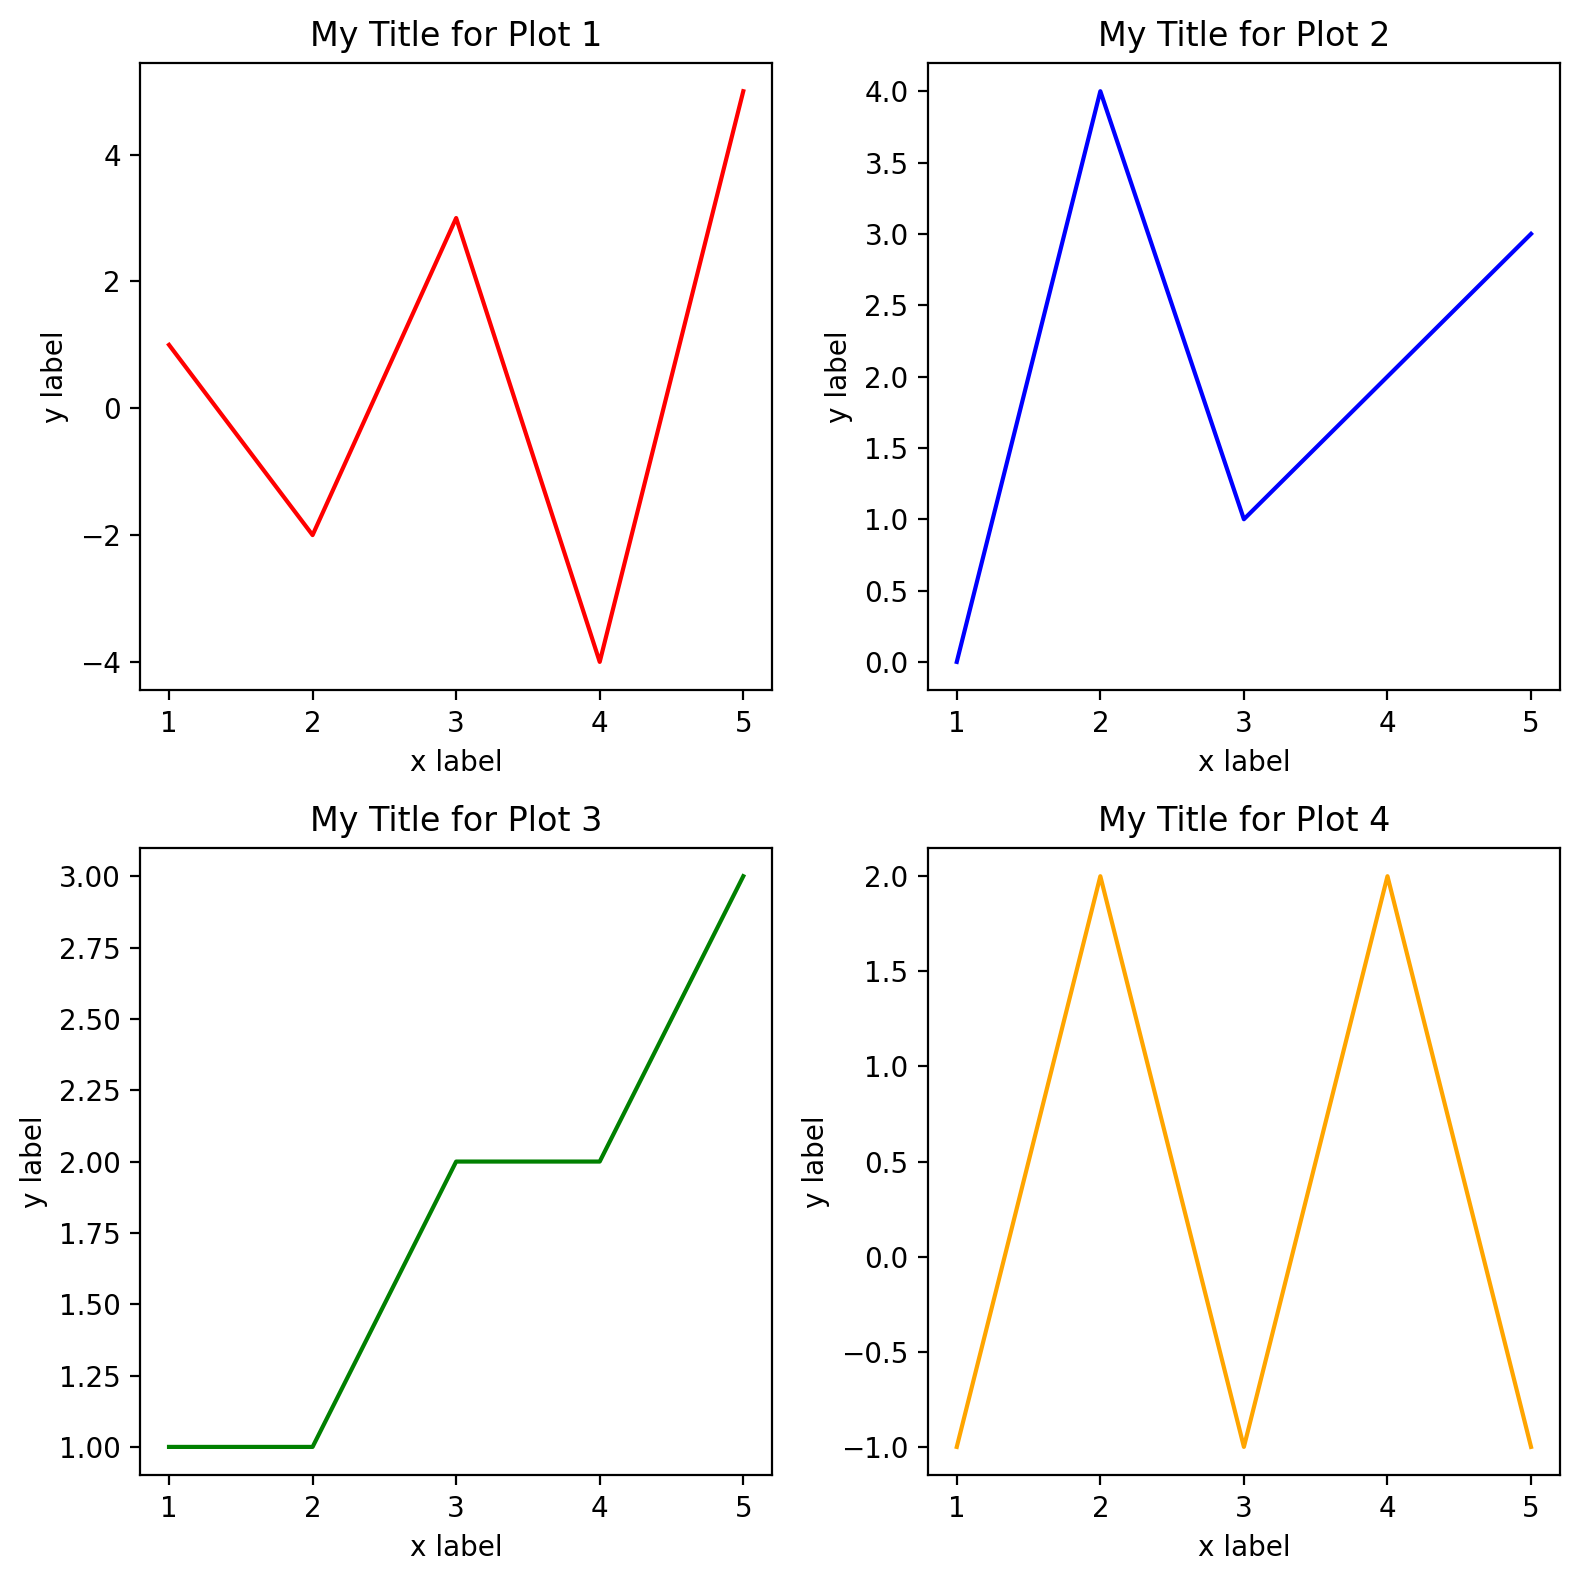 My Title for Plot 1
4
2
0
−2
−4
y label
1 2 3 4 5
x label
My Title for Plot 2
4.0
3.5
3.0
2.5
2.0
1.5
1.0
0.5
0.0
y label
1 2 3 4 5
x label
My Title for Plot 3
3.00
2.75
2.50
2.25
2.00
1.75
1.50
1.25
1.00
y label
1 2 3 4 5
x label
My Title for Plot 4
2.0
1.5
1.0
0.5
0.0
−0.5
−1.0
y label
1 2 3 4 5
x label